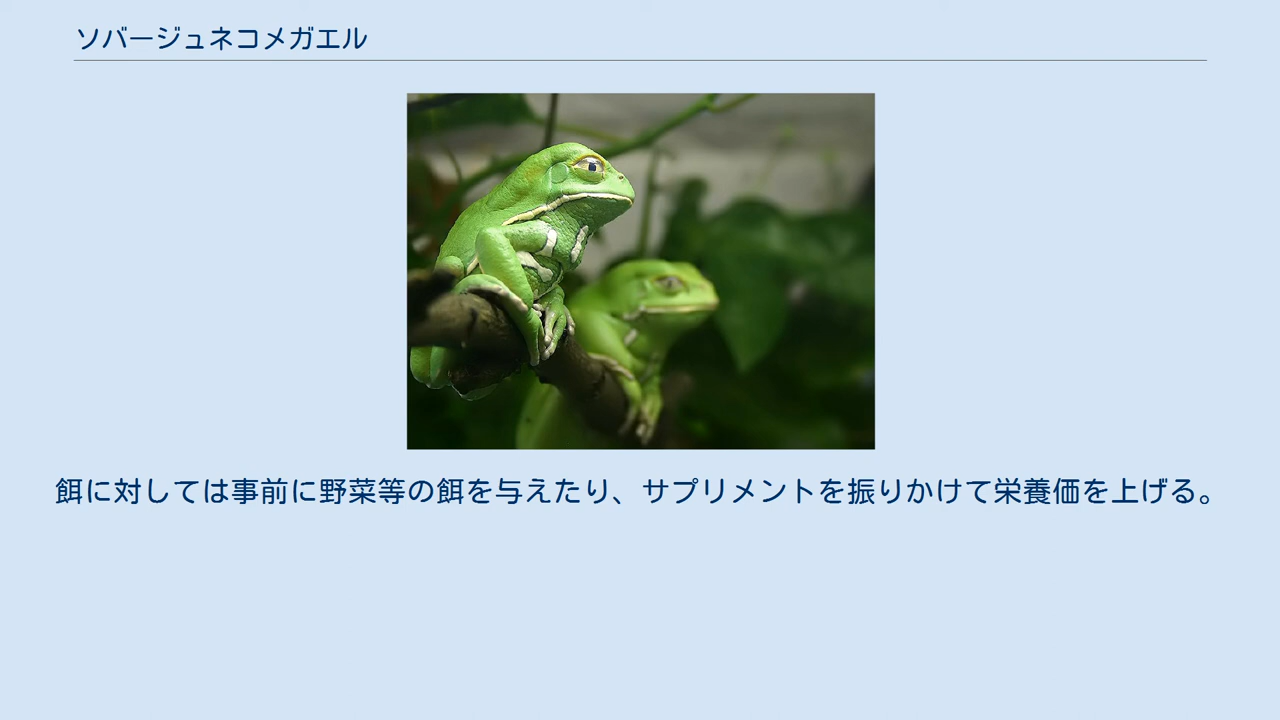 ソバージュネコメガエル
餌に対しては事前に野菜等の餌を与えたり、サプリメントを振りかけて栄養価を上げる。